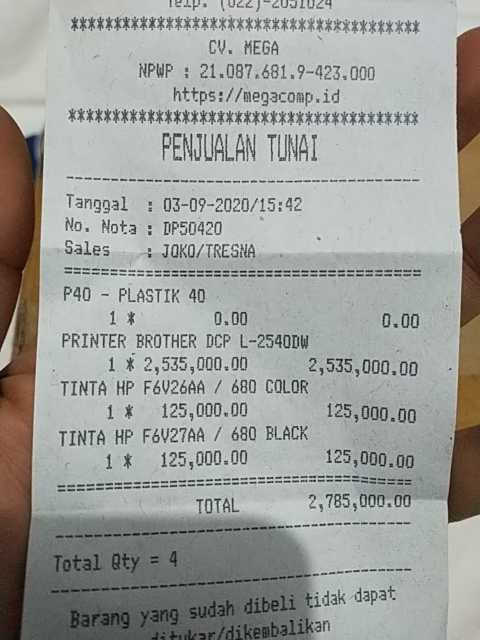 Telp. (022)-2051024
****************************************
CV. MEGA
NPWP : 21.087.681.9-423.000
https://megacomp.id
****************************************
PENJUALAN TUNAI
----------------------------------------
Tanggal : 03-09-2020/15:42
No. Nota : DP50420
Sales : JOKO/TRESNA
========================================
P40 - PLASTIK 40
1 * 0.00 0.00
PRINTER BROTHER DCP L-2540DW
1 * 2,535,000.00 2,535,000.00
TINTA HP F6V26AA / 680 COLOR
1 * 125,000.00 125,000.00
TINTA HP F6V27AA / 680 BLACK
1 * 125,000.00 125,000.00
========================================
TOTAL 2,785,000.00
----------------------------------------
Total Qty = 4
----------------------------------------
Barang yang sudah dibeli tidak dapat
ditukar/dikembalikan